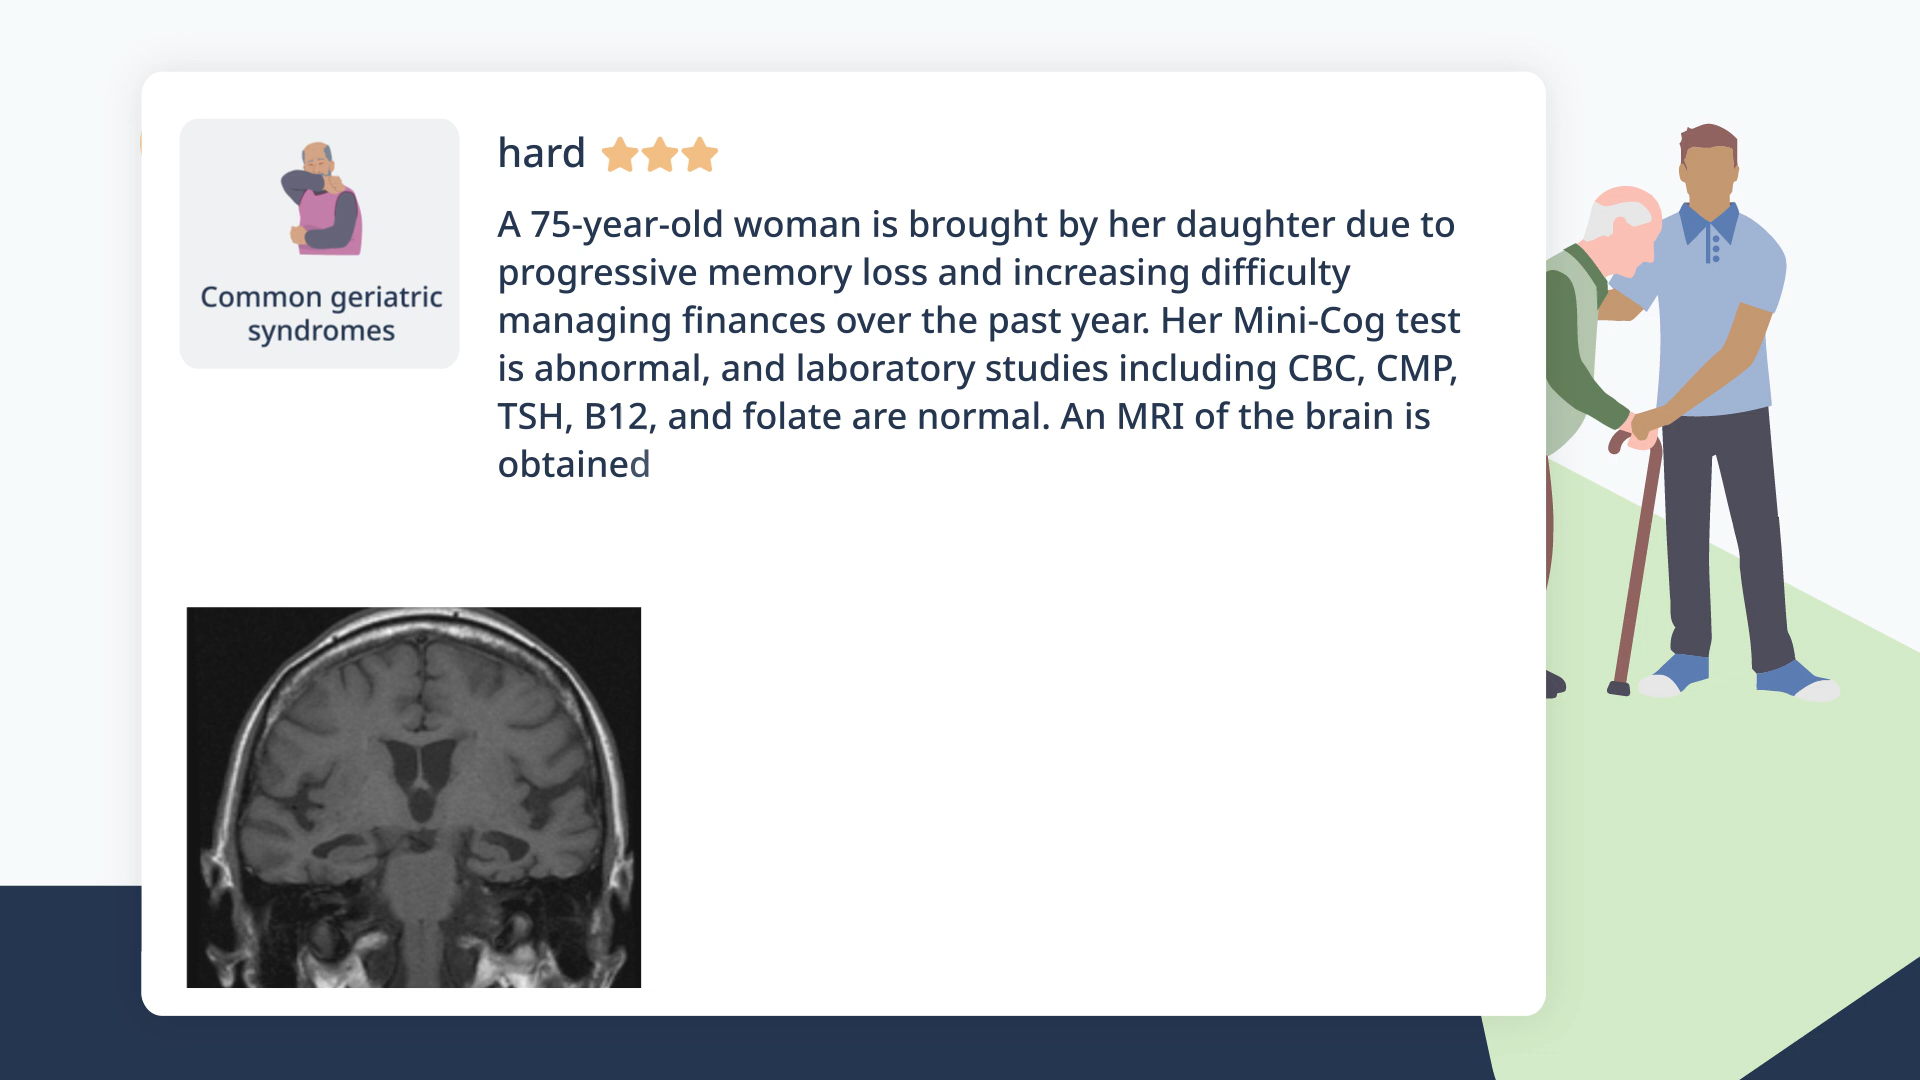 Common geriatric
syndromes
hard
A 75-year-old woman is brought by her daughter due to
progressive memory loss and increasing difficulty
managing finances over the past year. Her Mini-Cog test
is abnormal, and laboratory studies including CBC, CMP,
TSH, B12, and folate are normal. An MRI of the brain is
obtained